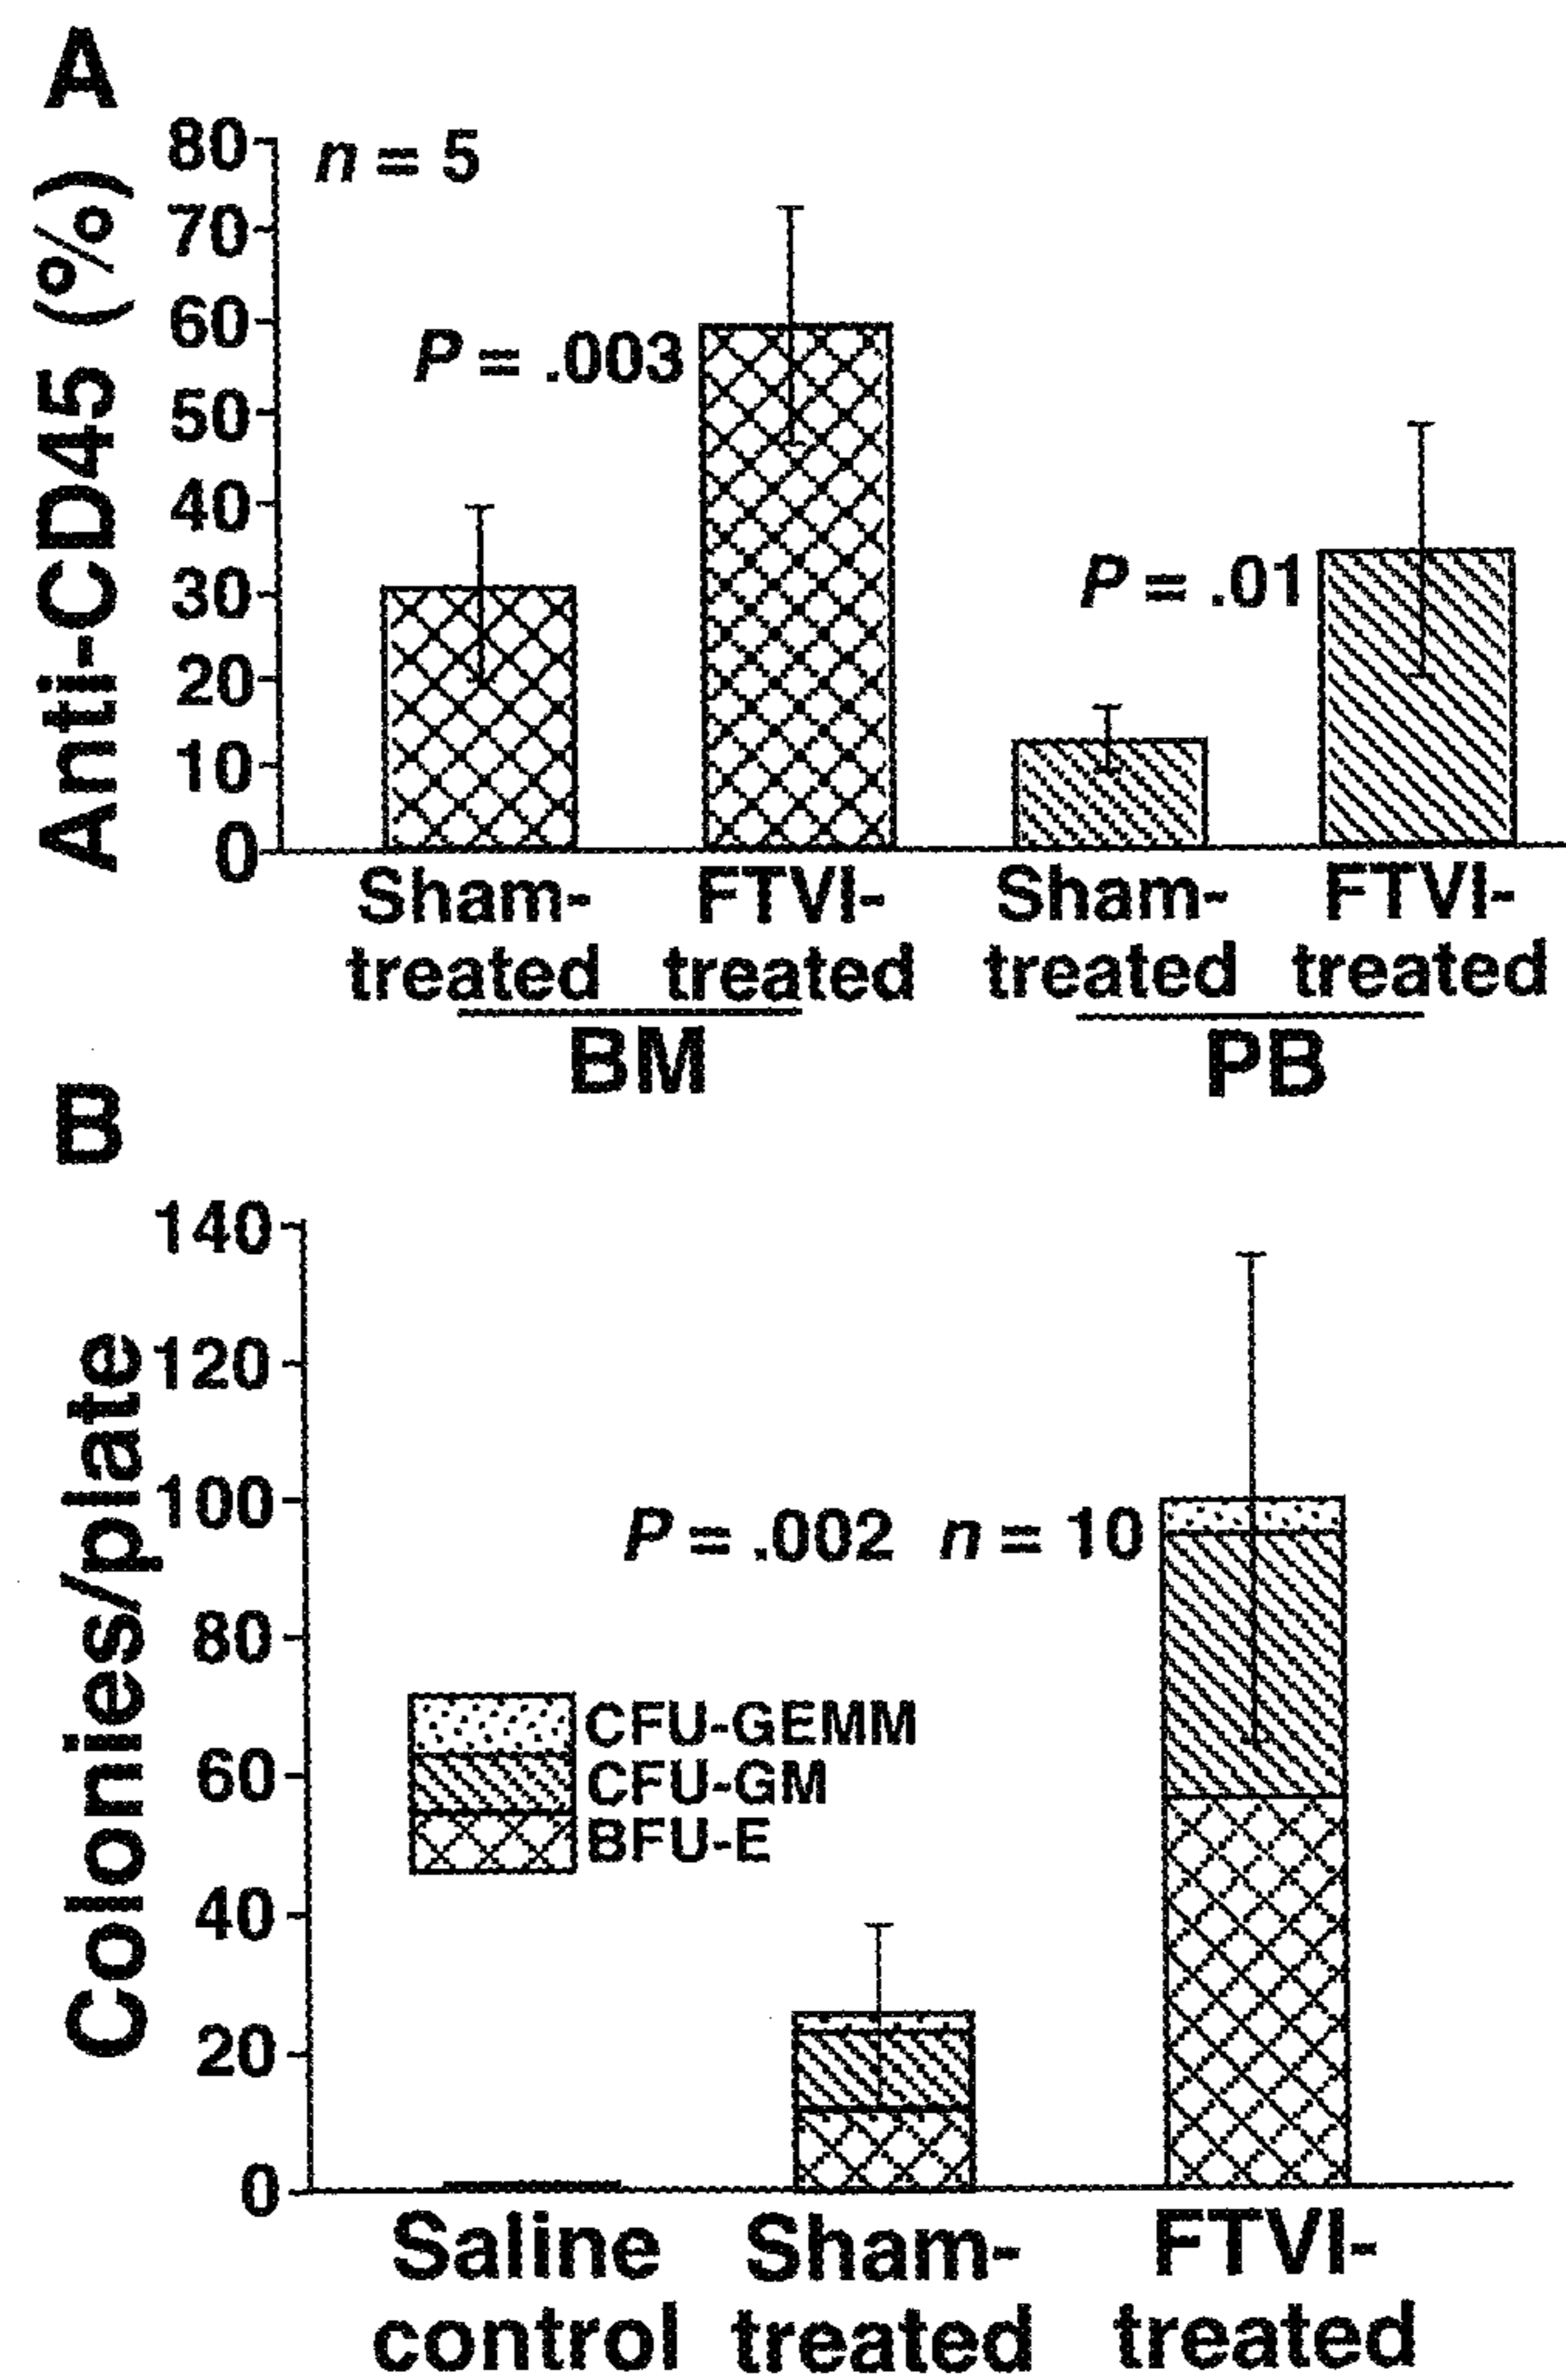 A
80
n = 5
70
60
P = .003
50
40
P = .01
30
20
10
0
Anti-CD45 (%)
Sham- FTVI- Sham- FTVI-
treated treated treated treated
BM PB
B
140
120
100
P = .002 n = 10
80
CFU-GEMM
CFU-GM
60
BFU-E
40
20
0
Colonies/plate
Saline Sham- FTVI-
control treated treated